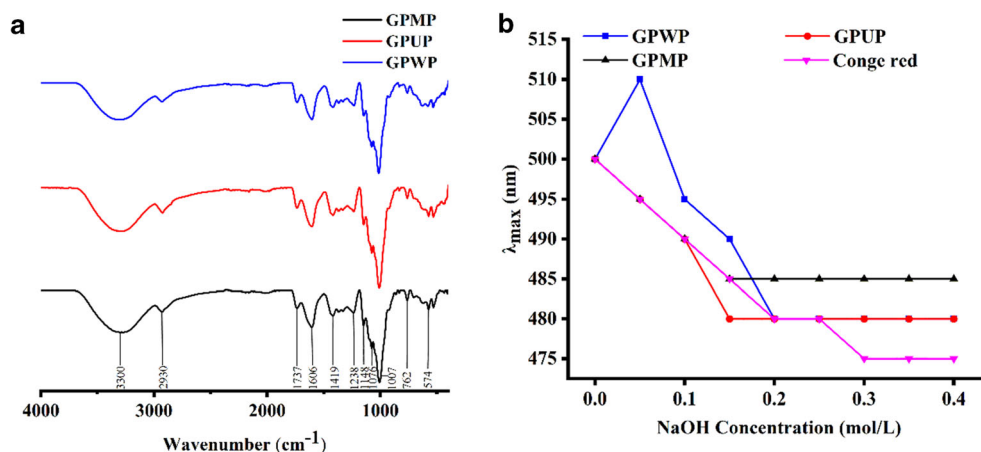 a
GPMP
GPUP
GPWP
3300
2930
1737
1606
1419
1238
1148
1076
1007
762
574
4000
3000
2000
1000
Wavenumber (cm-1)
b
GPWP
GPUP
GPMP
Conge red
515
510
505
500
495
490
485
480
475
λmax (nm)
0.0
0.1
0.2
0.3
0.4
NaOH Concentration (mol/L)